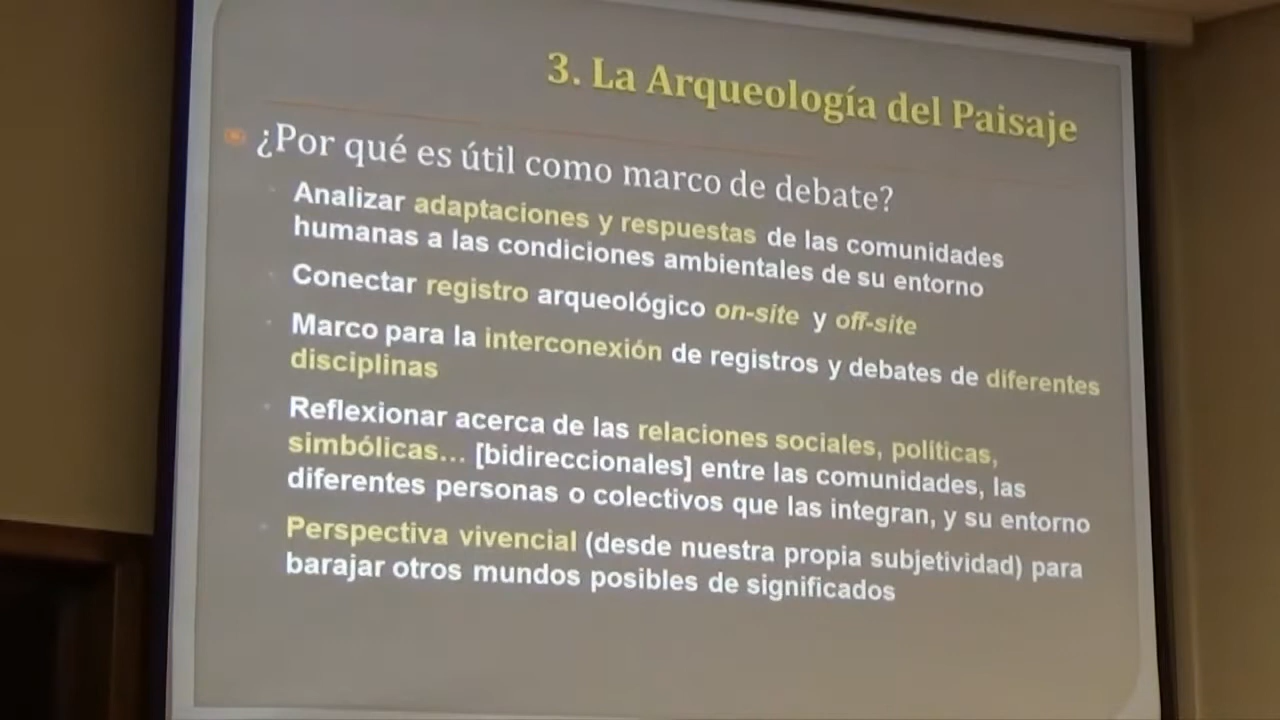 3. La Arqueología del Paisaje
¿Por qué es útil como marco de debate?
Analizar adaptaciones y respuestas de las comunidades
humanas a las condiciones ambientales de su entorno
Conectar registro arqueológico on-site y off-site
Marco para la interconexión de registros y debates de diferentes
disciplinas
Reflexionar acerca de las relaciones sociales, políticas,
simbólicas... [bidireccionales] entre las comunidades, las
diferentes personas o colectivos que las integran, y su entorno
Perspectiva vivencial (desde nuestra propia subjetividad) para
barajar otros mundos posibles de significados